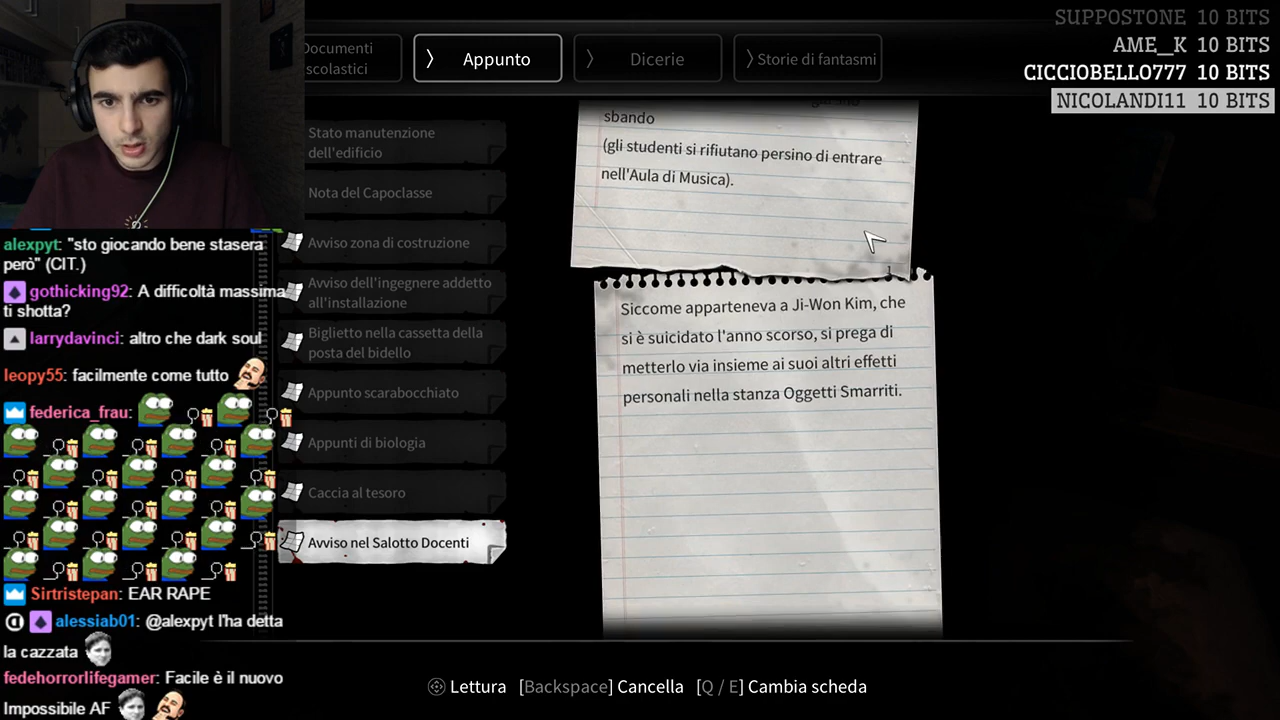 SUPPOSTONE 10 BITS
AME__K 10 BITS
CICCIOBELLO777 10 BITS
NICOLANDI11 10 BITS
Documenti
scolastici
Appunto
Dicerie
Storie di fantasmi
Stato manutenzione
dell'edificio
Nota del Capoclasse
Avviso zona di costruzione
Avviso dell'ingegnere addetto
all'installazione
Biglietto nella cassetta della
posta del bidello
Appunto scarabocchiato
Appunti di biologia
Caccia al tesoro
Avviso nel Salotto Docenti
sbando
(gli studenti si rifiutano persino di entrare
nell'Aula di Musica).
Siccome apparteneva a Ji-Won Kim, che
si è suicidato l'anno scorso, si prega di
metterlo via insieme ai suoi altri effetti
personali nella stanza Oggetti Smarriti.
alexpyt: "sto giocando bene stasera
però" (CIT.)
gothicking92: A difficoltà massima
ti shotta?
larrydavinci: altro che dark soul
leopy55: facilmente come tutto
federica_frau:
Sirtristepan: EAR RAPE
alessiab01: @alexpyt l'ha detta
la cazzata
fedehorrorlifegamer: Facile è il nuovo
Impossibile AF
Lettura [Backspace] Cancella [Q / E] Cambia scheda